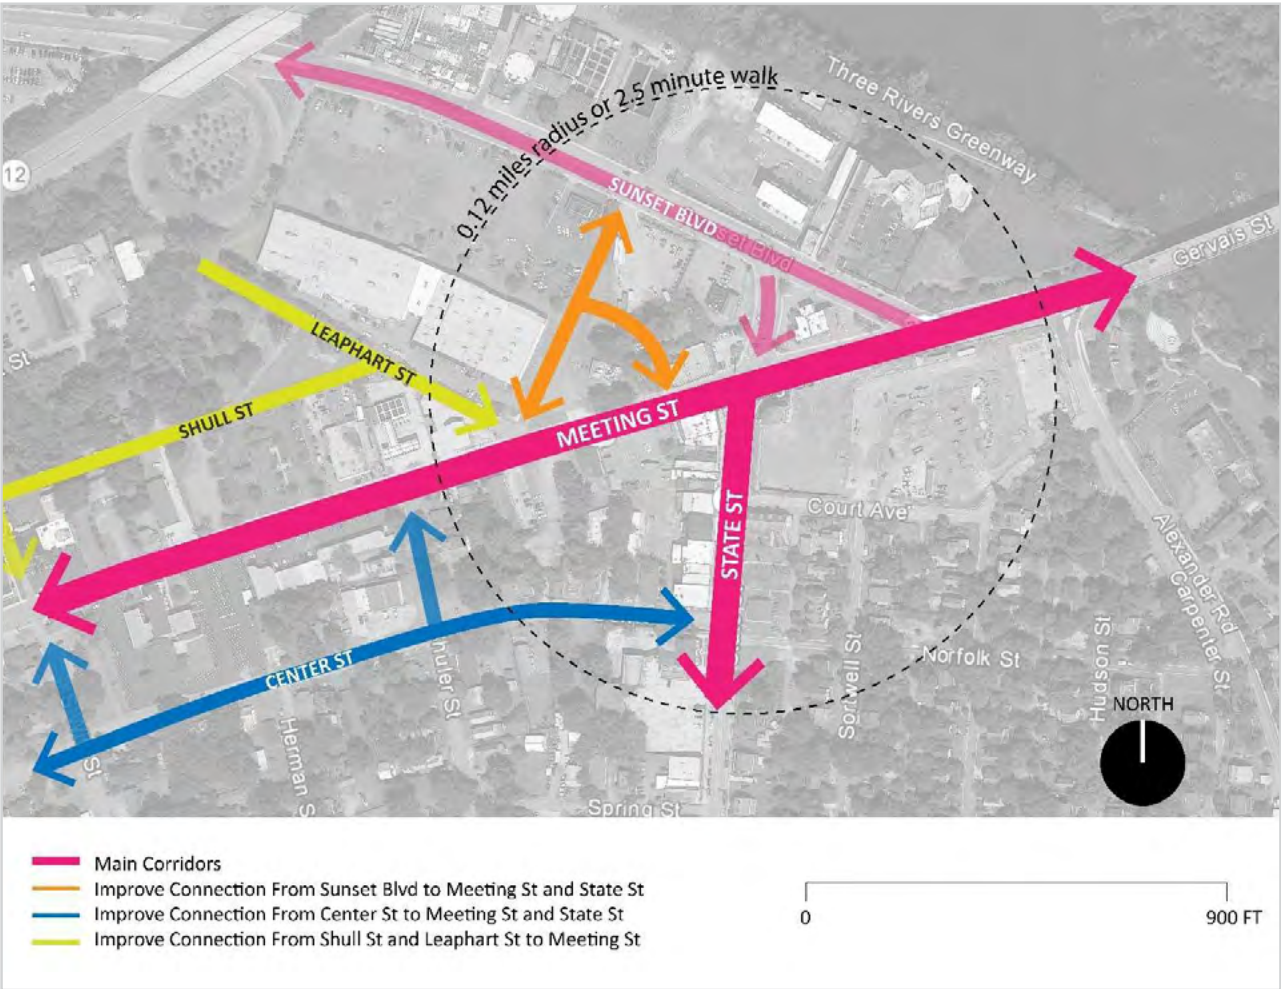 Three Rivers Greenway
0.12 miles radius or 2.5 minute walk
12
SUNSET BLVD
set Blvd
Gervais St
LEAPHART ST
St
SHULL ST
MEETING ST
STATE ST
Court Ave
Alexander Rd
Carpenter St
CENTER ST
Norfolk St
Sortwell St
Hudson St
St
Herman S
Spring St
NORTH
Main Corridors
Improve Connection From Sunset Blvd to Meeting St and State St
Improve Connection From Center St to Meeting St and State St
Improve Connection From Shull St and Leaphart St to Meeting St
0
900 FT